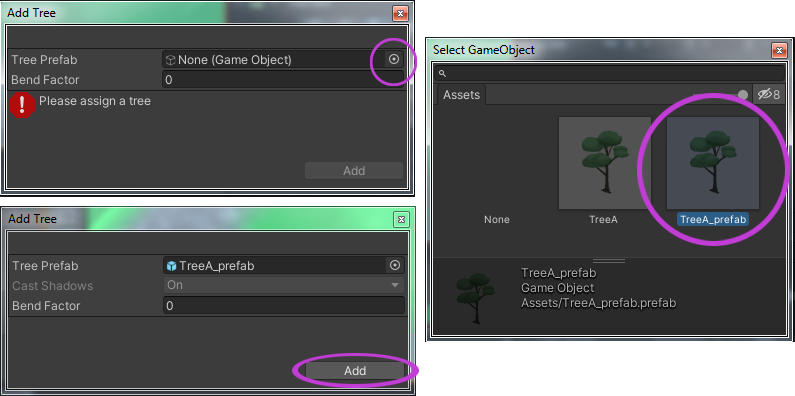 Add Tree
Tree Prefab
None (Game Object)
Bend Factor
0
Please assign a tree
Add
Select GameObject
Assets
8
None
TreeA
TreeA_prefab
TreeA_prefab
Game Object
Assets/TreeA_prefab.prefab
Add Tree
Tree Prefab
TreeA_prefab
Cast Shadows
On
Bend Factor
0
Add